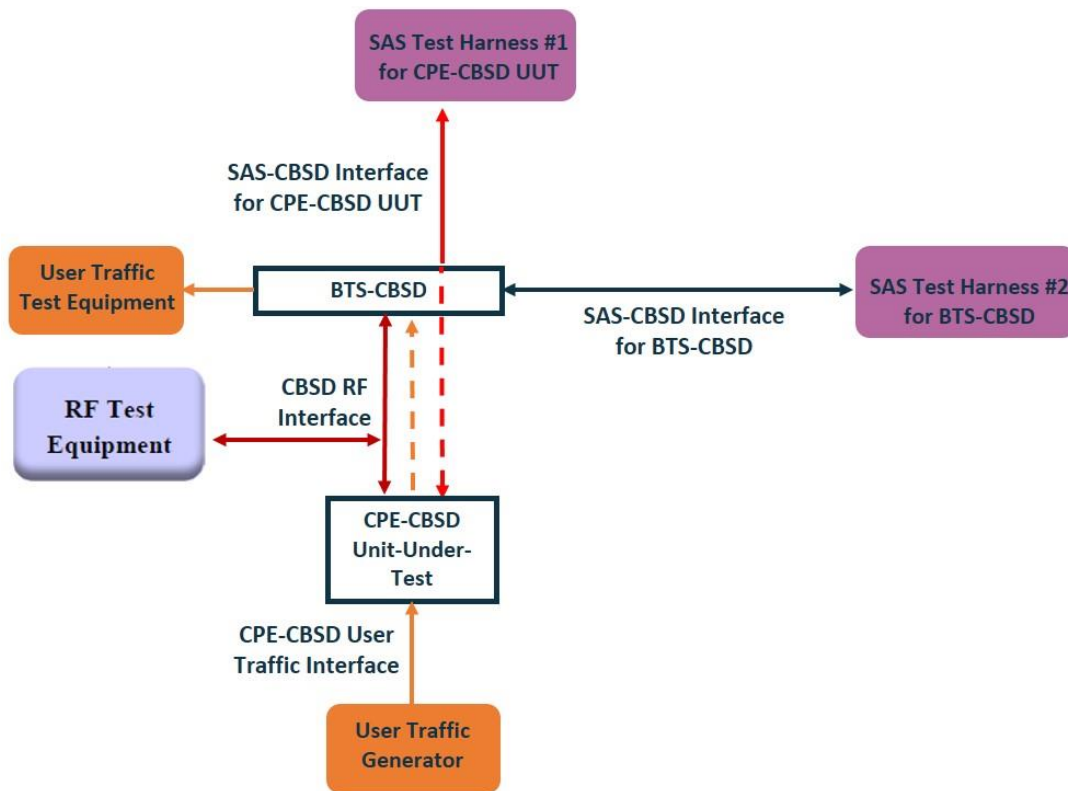 SAS Test Harness #1
for CPE-CBSD UUT
SAS-CBSD Interface
for CPE-CBSD UUT
User Traffic
Test Equipment
BTS-CBSD
SAS Test Harness #2
for BTS-CBSD
SAS-CBSD Interface
for BTS-CBSD
RF Test
Equipment
CBSD RF
Interface
CPE-CBSD
Unit-Under-
Test
CPE-CBSD User
Traffic Interface
User Traffic
Generator